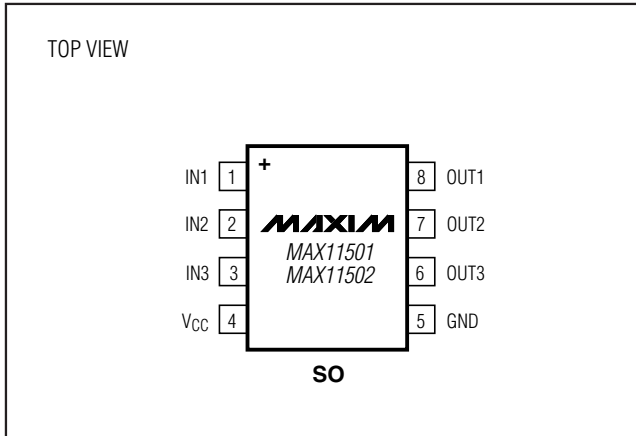 TOP VIEW
+
IN1 1 8 OUT1
IN2 2 MAXIM 7 OUT2
MAX11501
IN3 3 MAX11502 6 OUT3
VCC 4 5 GND
SO